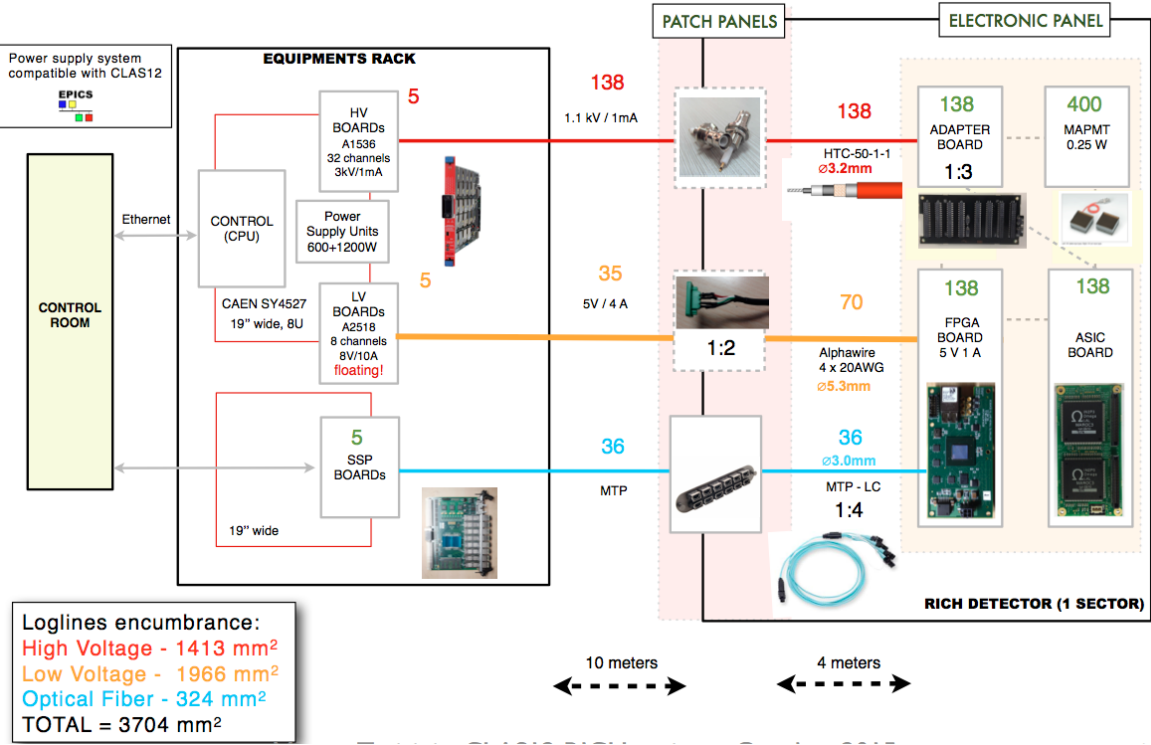 PATCH PANELS
ELECTRONIC PANEL
Power supply system
compatible with CLAS12
EPICS
EQUIPMENTS RACK
CONTROL
ROOM
Ethernet
CONTROL
(CPU)
HV
BOARDs
A1536
32 channels
3kV/1mA
5
Power
Supply Units
600+1200W
CAEN SY4527
19” wide, 8U
LV
BOARDs
A2518
8 channels
8V/10A
floating!
5
5
SSP
BOARDs
19” wide
138
1.1 kV / 1mA
35
5V / 4 A
36
MTP
1:2
138
HTC-50-1-1
⌀3.2mm
70
Alphawire
4 x 20AWG
⌀5.3mm
36
⌀3.0mm
MTP - LC
1:4
138
ADAPTER
BOARD
1:3
400
MAPMT
0.25 W
138
FPGA
BOARD
5 V 1 A
138
ASIC
BOARD
RICH DETECTOR (1 SECTOR)
Loglines encumbrance:
High Voltage - 1413 mm²
Low Voltage - 1966 mm²
Optical Fiber - 324 mm²
TOTAL = 3704 mm²
10 meters
4 meters